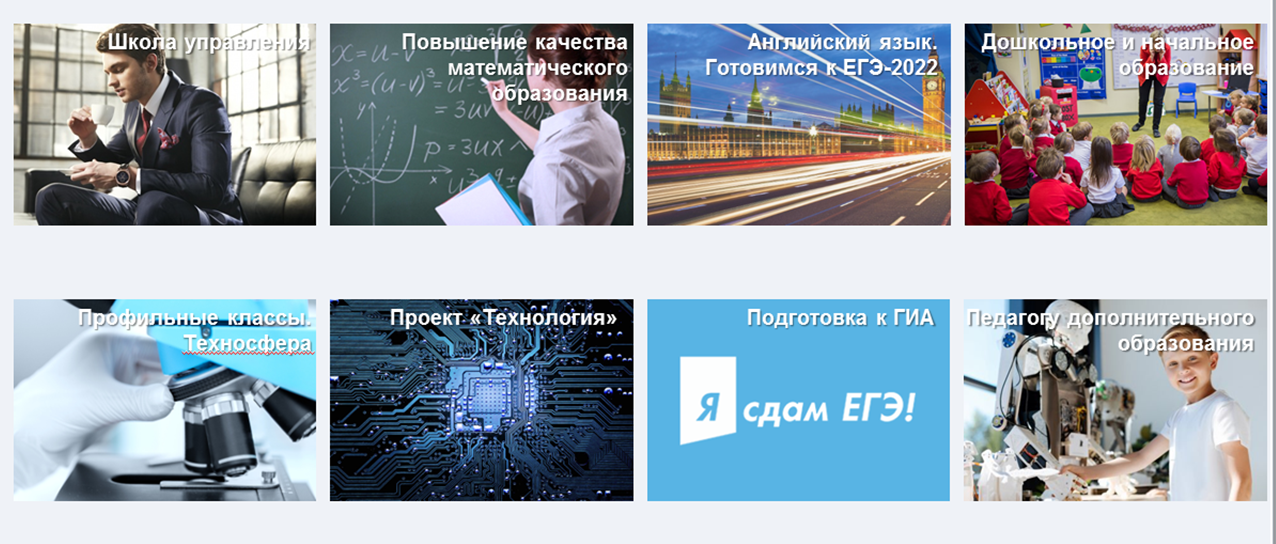 Школа управления
Повышение качества
математического
образования
Английский язык.
Готовимся к ЕГЭ-2022
Дошкольное и начальное
образование
Профильные классы.
Техносфера
Проект «Технология»
Подготовка к ГИА
Я сдам ЕГЭ!
Педагогу дополнительного
образования